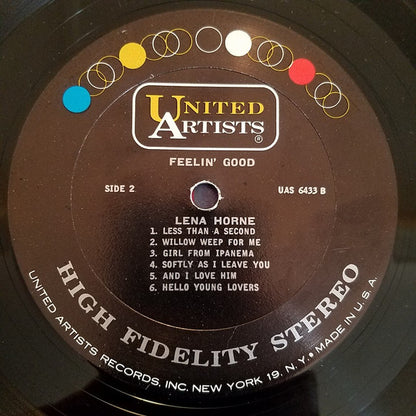 UNITED
ARTISTS
®
FEELIN' GOOD
SIDE 2
UAS 6433 B
LENA HORNE
1. LESS THAN A SECOND
2. WILLOW WEEP FOR ME
3. GIRL FROM IPANEMA
4. SOFTLY AS I LEAVE YOU
5. AND I LOVE HIM
6. HELLO YOUNG LOVERS
HIGH FIDELITY STEREO
UNITED ARTISTS RECORDS, INC. NEW YORK 19, N. Y. • MADE IN U.S.A.